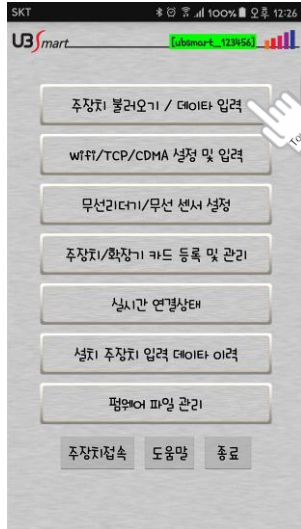 SKT 100% 오후 12:26
UBSmart [ubsmart_123456]
주장치 불러오기 / 데이타 입력
wifi/TCP/CDMA 설정 및 입력
무선리더기/무선 센서 설정
주장치/확장기 카드 등록 및 관리
실시간 연결상태
설치 주장치 입력 데이타 이력
펌웨어 파일 관리
주장치접속 도움말 종료